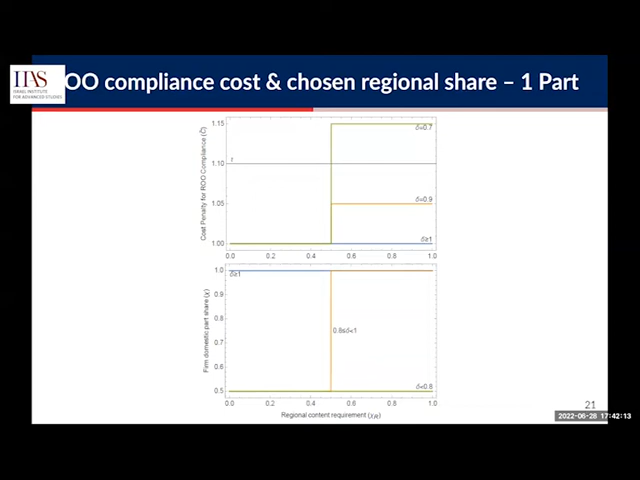 IIAS
ISRAEL INSTITUTE
FOR ADVANCED STUDIES
OO compliance cost & chosen regional share – 1 Part
Cost Penalty for ROO Compliance (C̃)
1.15
1.10
1.05
1.00
τ
δ=0.7
δ=0.9
δ≥1
0.0 0.2 0.4 0.6 0.8 1.0
Firm domestic part share (χ)
1.0
0.9
0.8
0.7
0.6
0.5
δ≥1
0.8≤δ<1
δ<0.8
0.0 0.2 0.4 0.6 0.8 1.0
Regional content requirement (χR)
21
2022-06-28 17:42:13